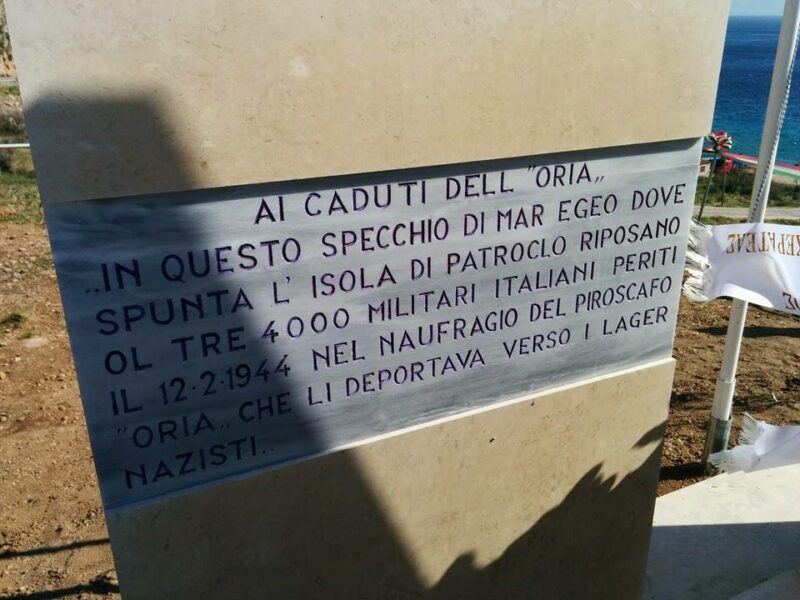 AI CADUTI DELL "ORIA„
„IN QUESTO SPECCHIO DI MAR EGEO DOVE
SPUNTA L' ISOLA DI PATROCLO RIPOSANO
OL TRE 4000 MILITARI ITALIANI PERITI
IL 12·2·1944 NEL NAUFRAGIO DEL PIROSCAFO
"ORIA„ CHE LI DEPORTAVA VERSO I LAGER
NAZISTI„